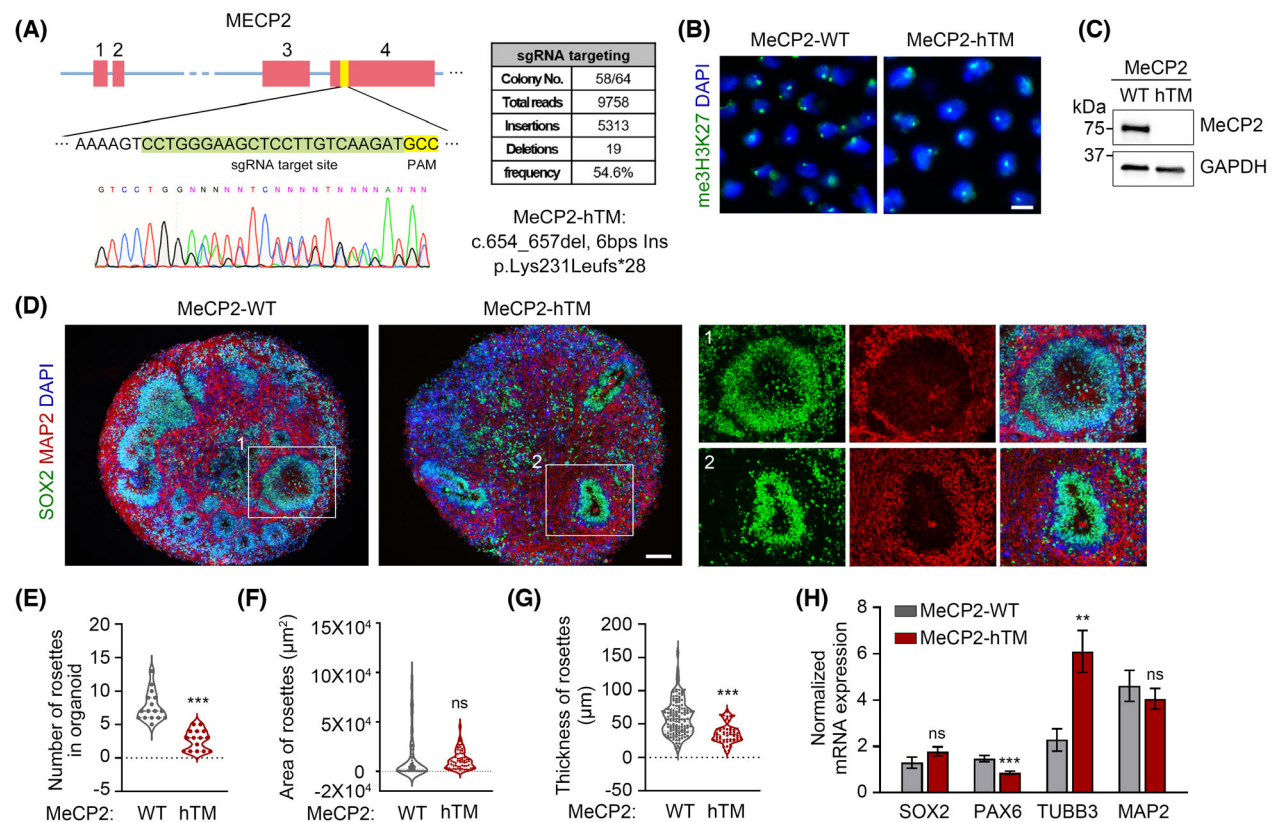 (A)
MECP2
1 2 3 4 ...
... AAAAGTCCTGGGAAGCTCCTTGTCAAGATGCC ...
sgRNA target site PAM
G T C C T G G N N N N N T C N N N N T N N N N A N N N
sgRNA targeting
Colony No. 58/64
Total reads 9758
Insertions 5313
Deletions 19
frequency 54.6%
MeCP2-hTM:
c.654_657del, 6bps Ins
p.Lys231Leufs*28
(B)
MeCP2-WT MeCP2-hTM
me3H3K27 DAPI
(C)
MeCP2
kDa WT hTM
75 MeCP2
37
GAPDH
(D)
MeCP2-WT MeCP2-hTM
SOX2 MAP2 DAPI
1
2
1
2
(E)
Number of rosettes
in organoid
20
15
10
5
0
-5
***
MeCP2: WT hTM
(F)
Area of rosettes (µm²)
15X10⁴
5X10⁴
0
-2X10⁴
ns
MeCP2: WT hTM
(G)
Thickness of rosettes
(µm)
200
150
100
50
0
-50
***
MeCP2: WT hTM
(H)
Normalized
mRNA expression
8
6
4
2
0
MeCP2-WT
MeCP2-hTM
ns *** ** ns
SOX2 PAX6 TUBB3 MAP2